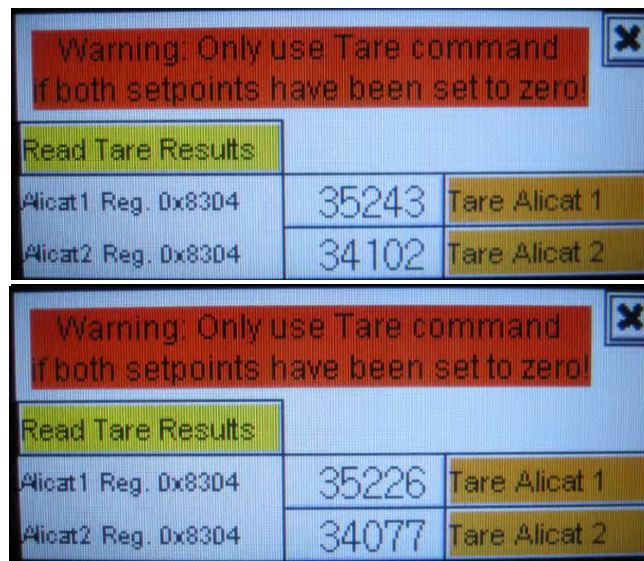 Warning: Only use Tare command
if both setpoints have been set to zero!
Read Tare Results
Alicat1 Reg. 0x8304 35243 Tare Alicat 1
Alicat2 Reg. 0x8304 34102 Tare Alicat 2
Warning: Only use Tare command
if both setpoints have been set to zero!
Read Tare Results
Alicat1 Reg. 0x8304 35226 Tare Alicat 1
Alicat2 Reg. 0x8304 34077 Tare Alicat 2